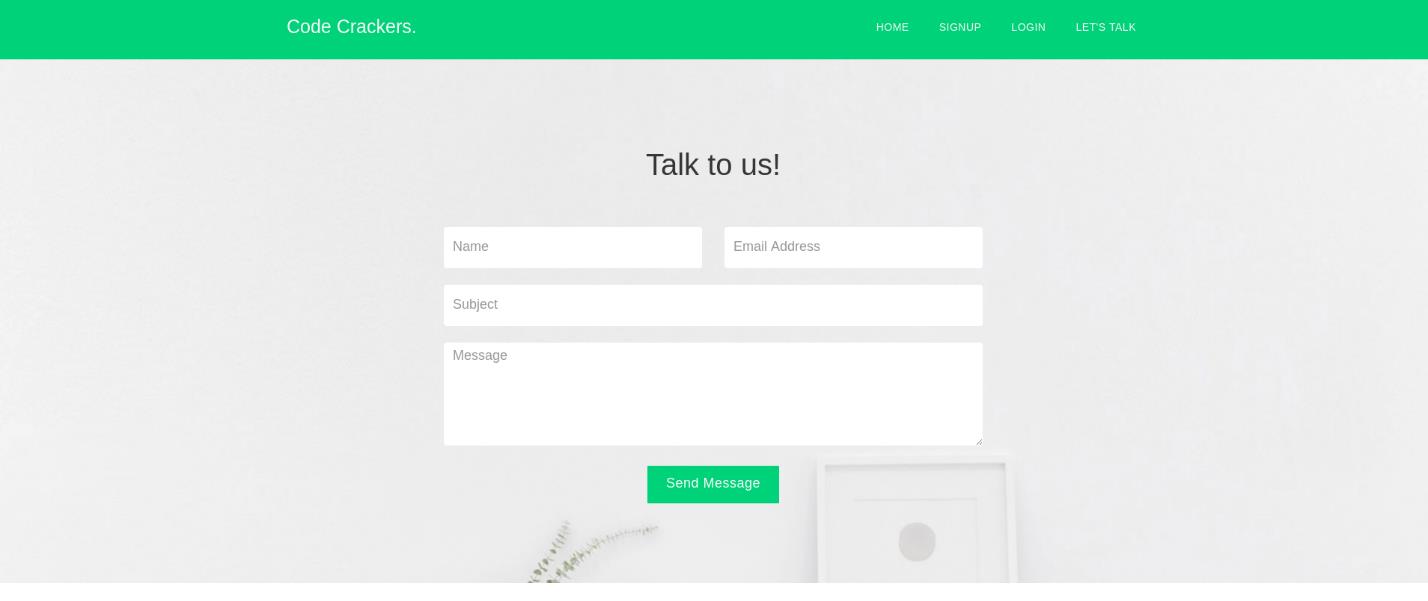 Code Crackers.
HOME SIGNUP LOGIN LET'S TALK
Talk to us!
Name
Email Address
Subject
Message
Send Message